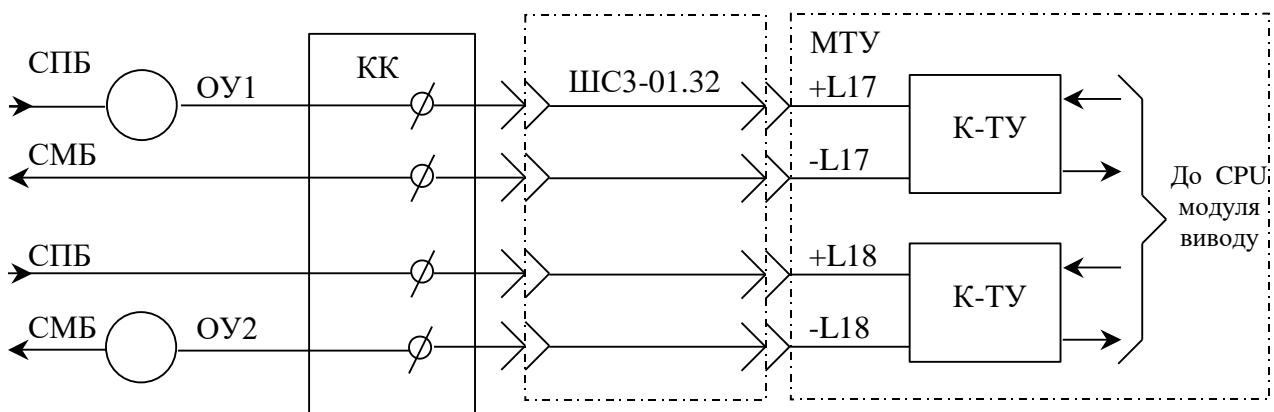 СПБ
ОУ1
КК
ШС3-01.32
МТУ
+L17
К-ТУ
СМБ
-L17
До CPU
модуля
виводу
СПБ
+L18
К-ТУ
СМБ
ОУ2
-L18